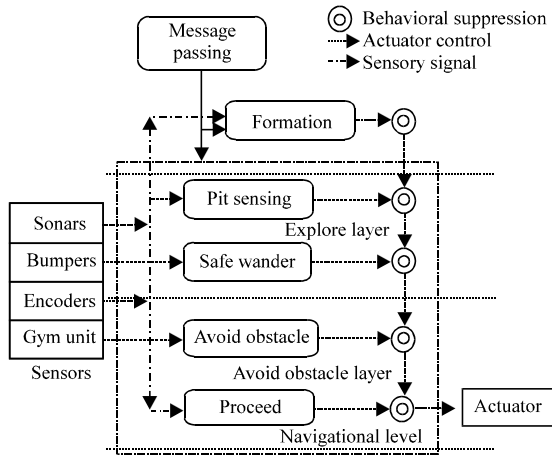 Message
passing
Behavioral suppression
Actuator control
Sensory signal
Formation
Pit sensing
Explore layer
Sonars
Bumpers
Safe wander
Encoders
Gym unit
Avoid obstacle
Sensors
Avoid obstacle layer
Proceed
Actuator
Navigational level